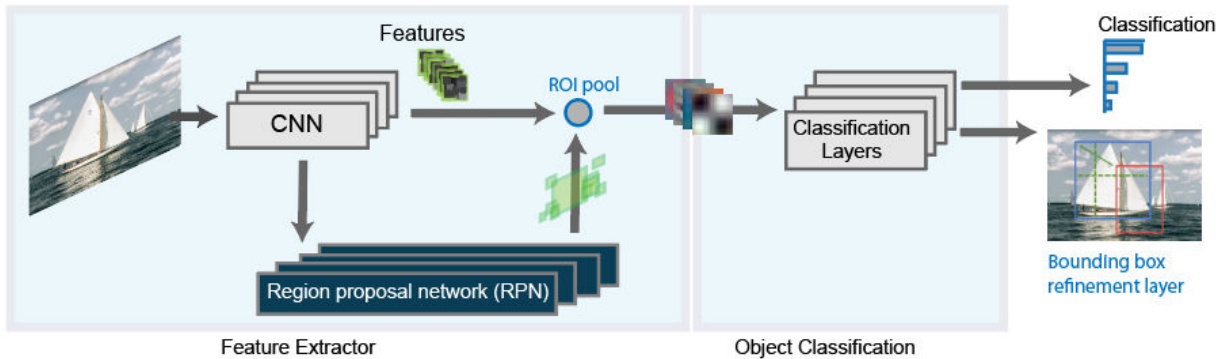 Features
ROI pool
CNN
Region proposal network (RPN)
Classification
Layers
Classification
Bounding box
refinement layer
Feature Extractor
Object Classification